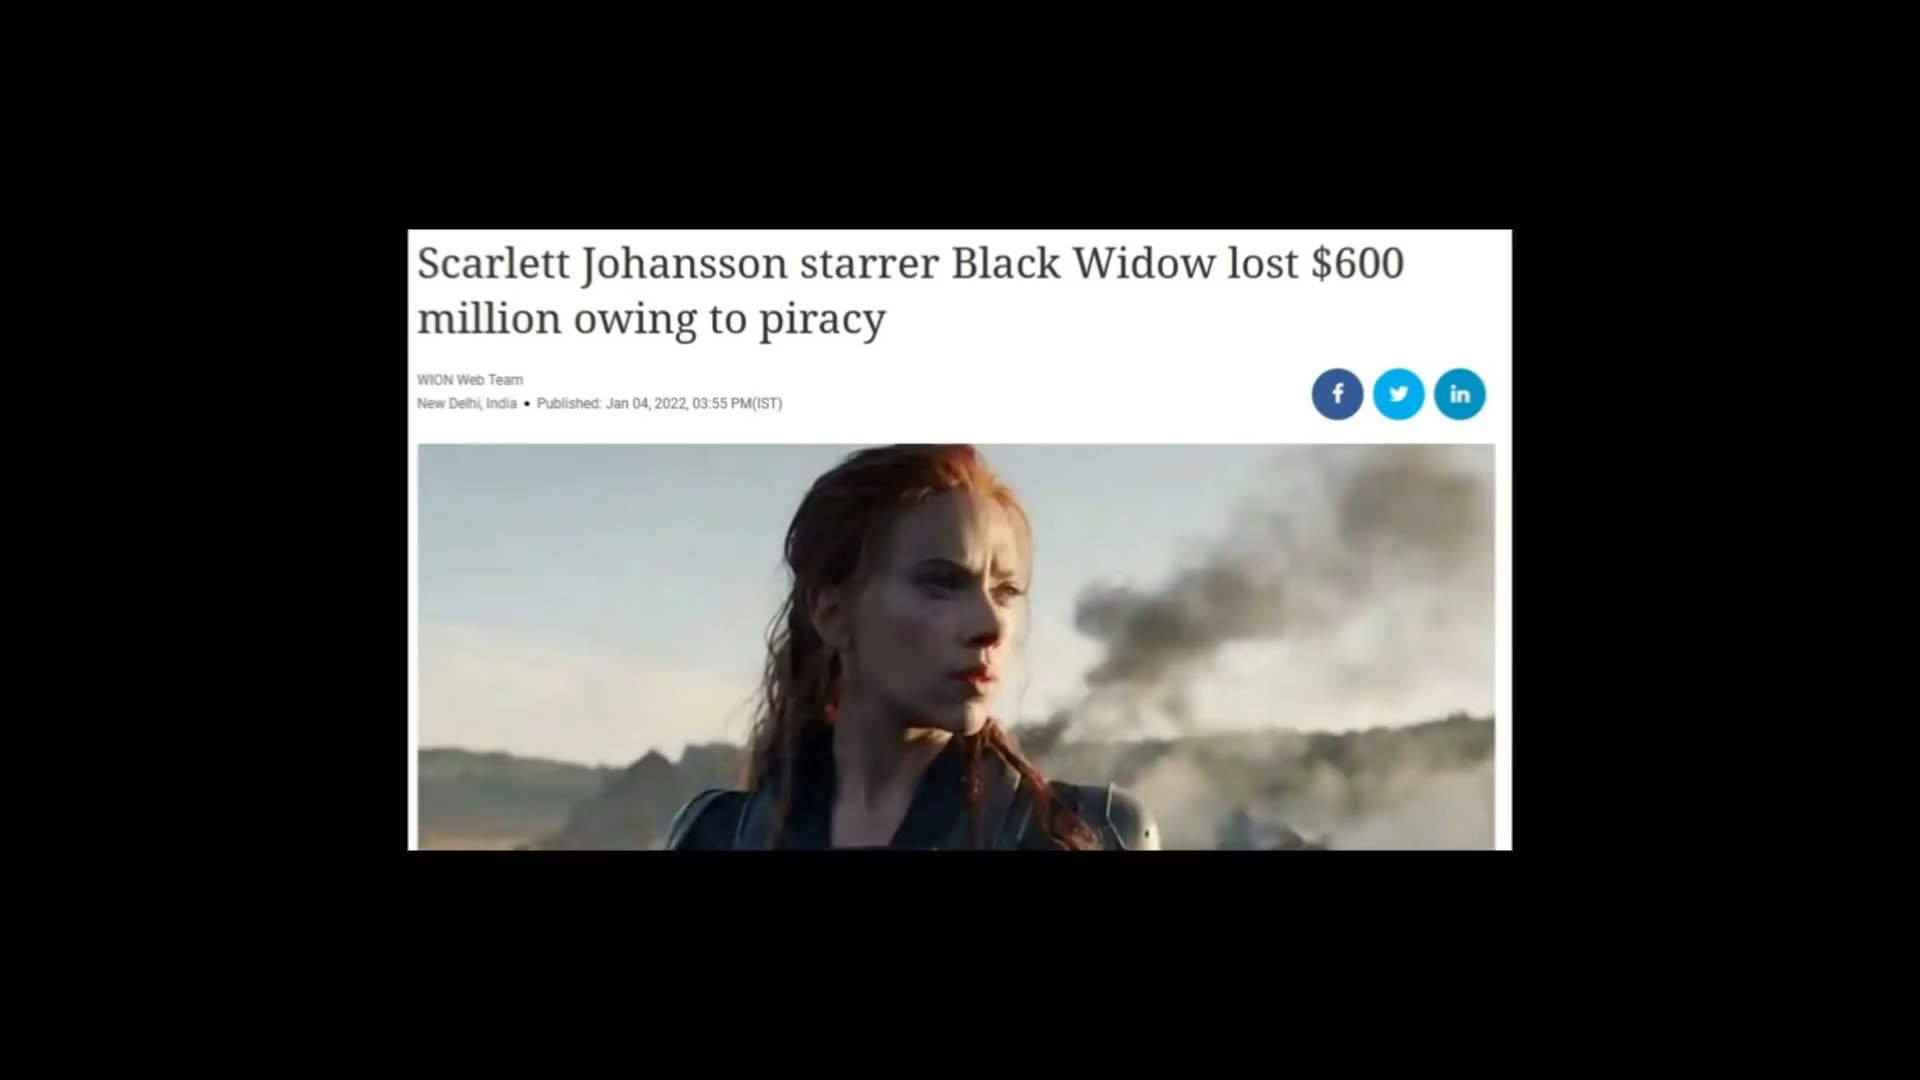 Scarlett Johansson starrer Black Widow lost $600
million owing to piracy
WION Web Team
New Delhi, India • Published: Jan 04, 2022, 03:55 PM(IST)
f
in